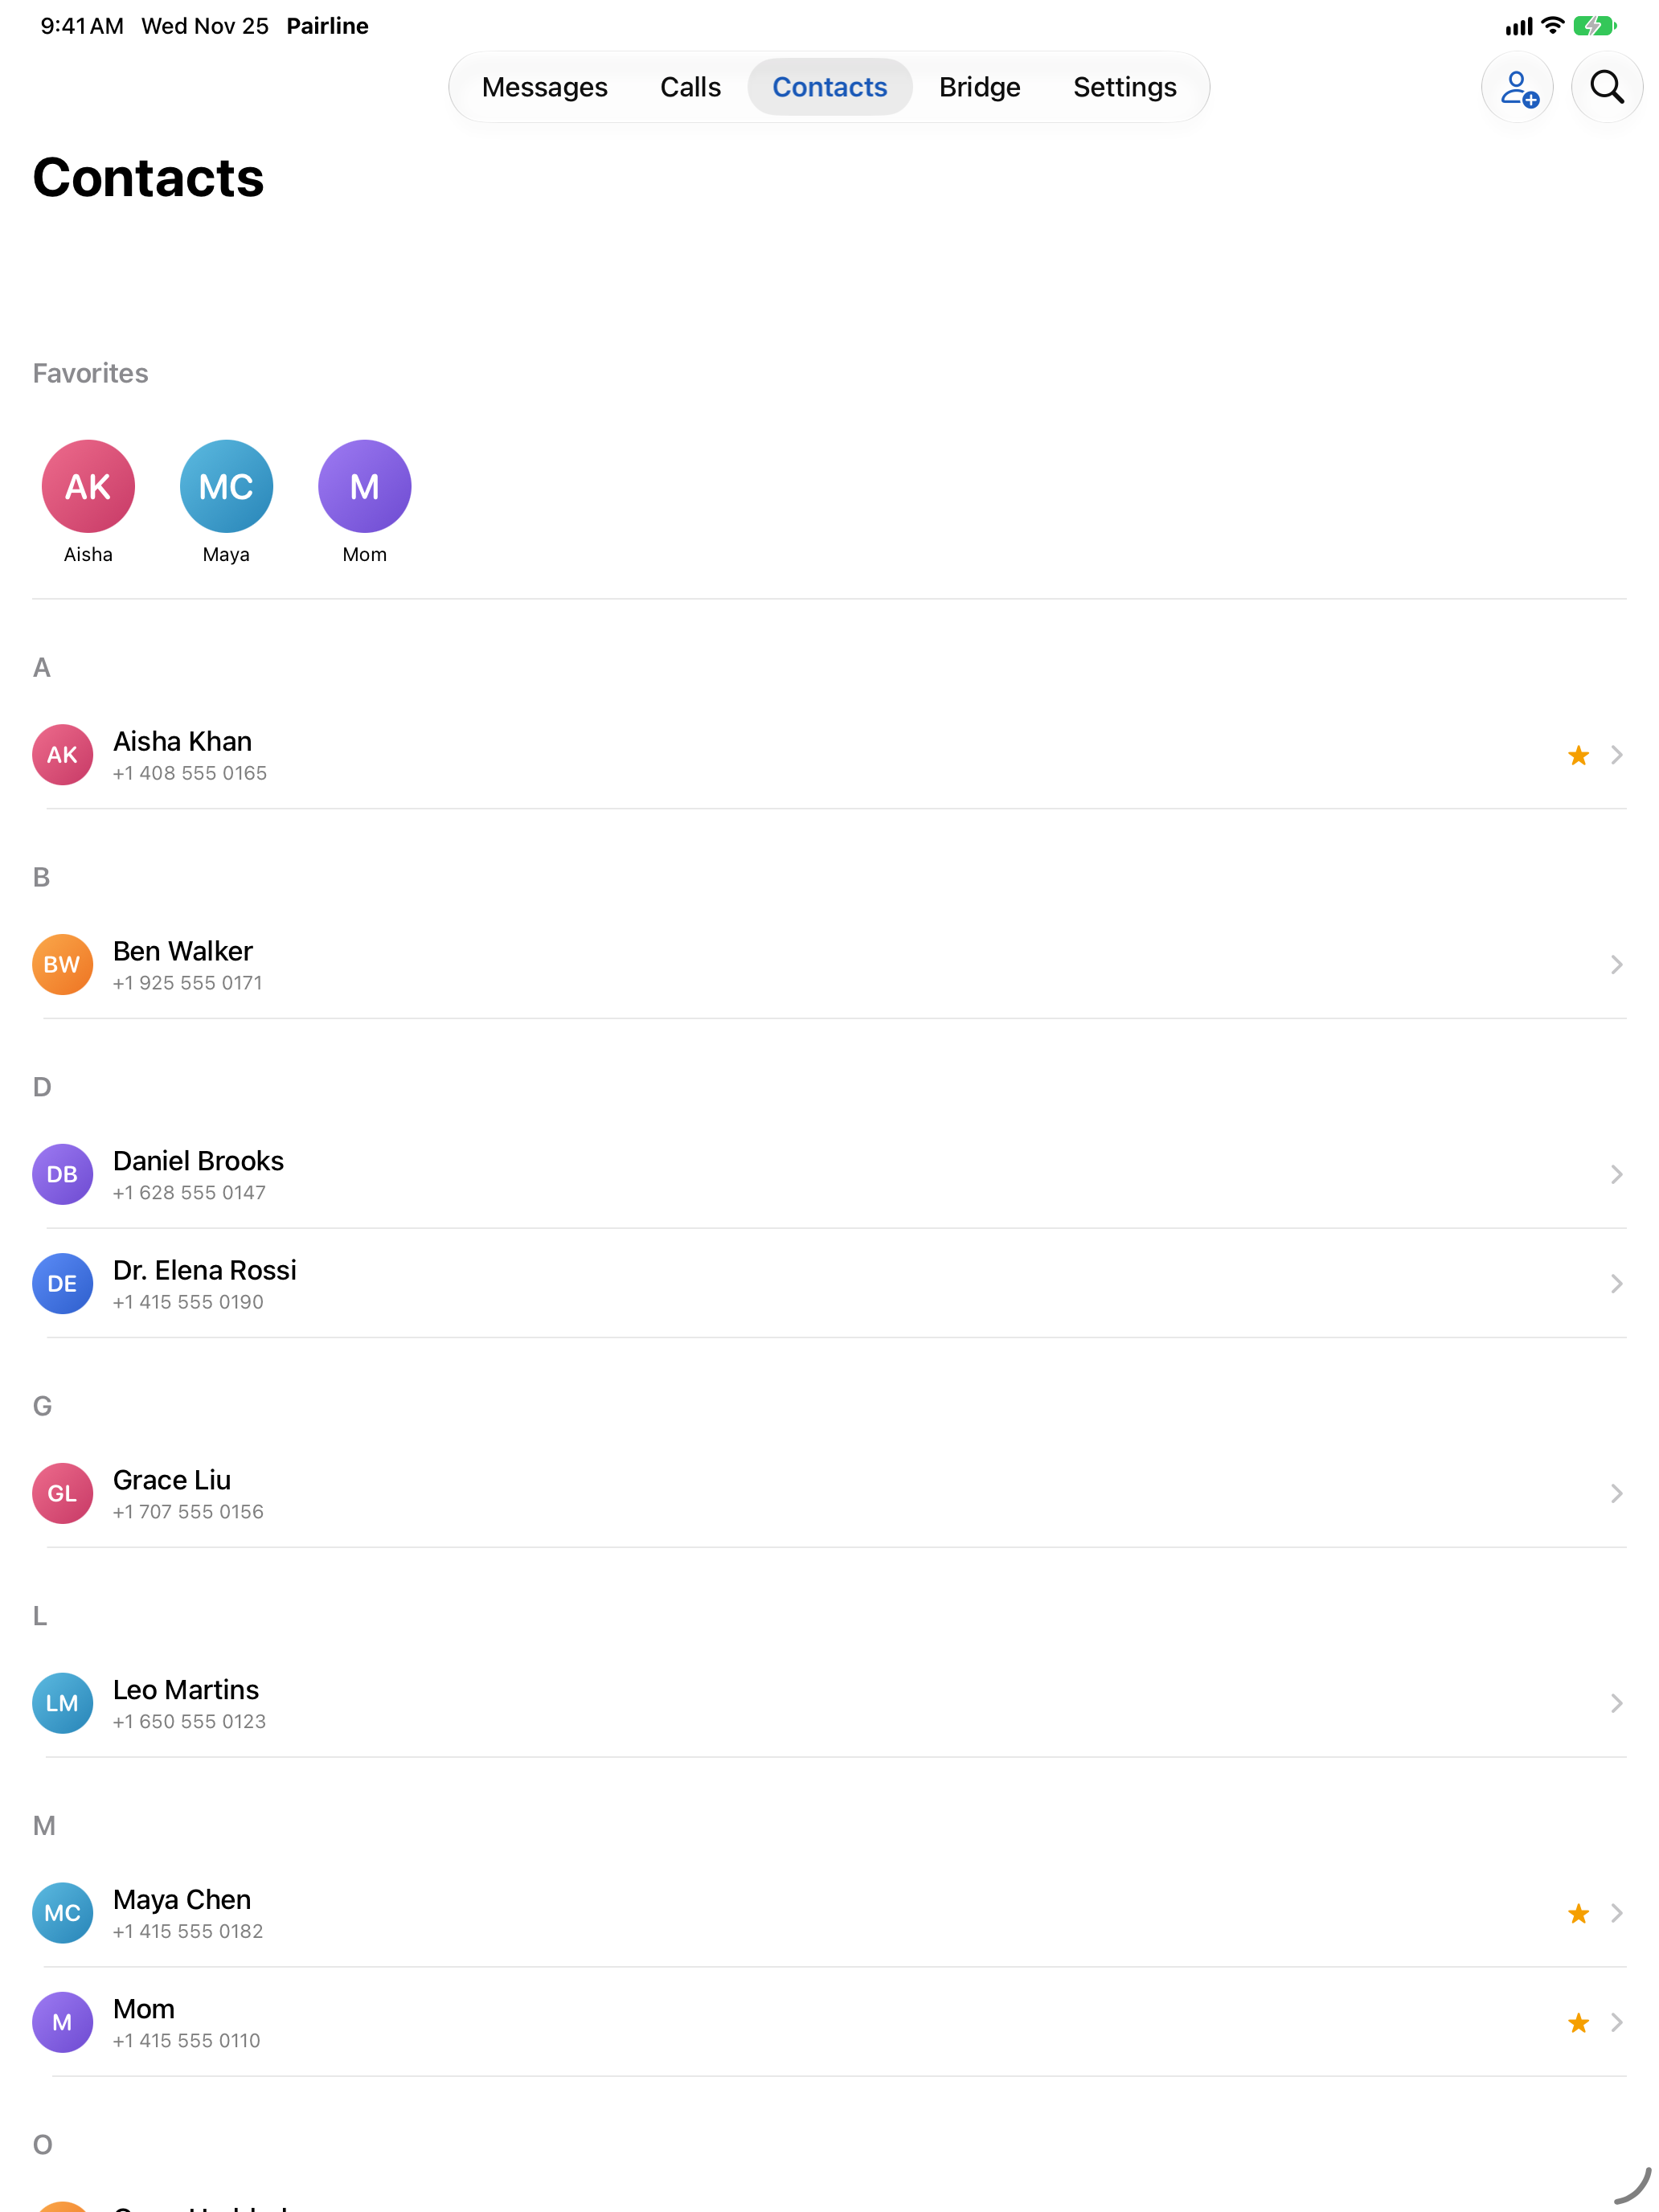 9:41 AM Wed Nov 25 Pairline
Messages Calls Contacts Bridge Settings
Contacts
Favorites
AK MC M
Aisha Maya Mom
A
AK Aisha Khan
+1 408 555 0165
B
BW Ben Walker
+1 925 555 0171
D
DB Daniel Brooks
+1 628 555 0147
DE Dr. Elena Rossi
+1 415 555 0190
G
GL Grace Liu
+1 707 555 0156
L
LM Leo Martins
+1 650 555 0123
M
MC Maya Chen
+1 415 555 0182
M Mom
+1 415 555 0110
O